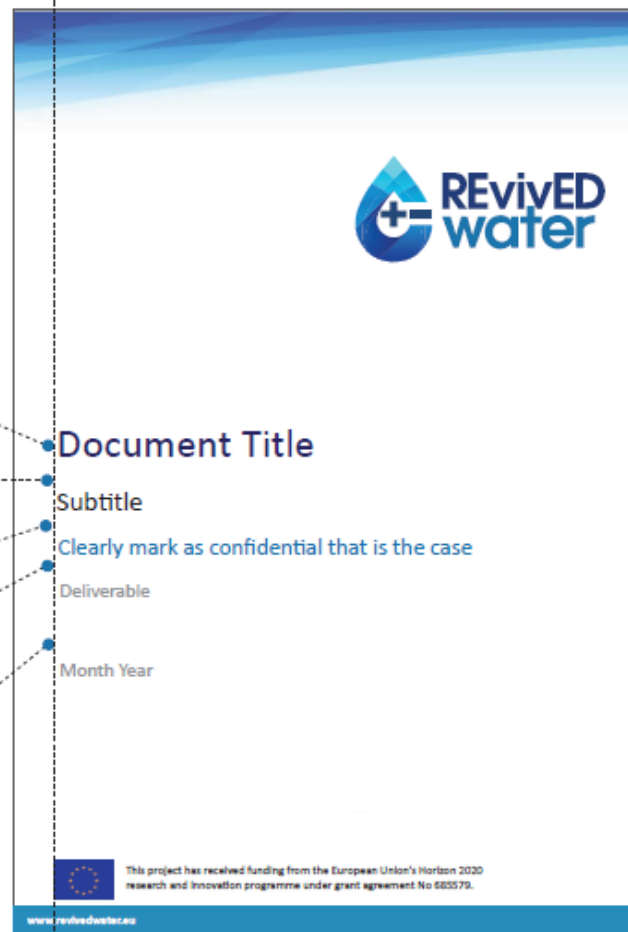 REvivED
water
Document Title
Subtitle
Clearly mark as confidential that is the case
Deliverable
Month Year
This project has received funding from the European Union's Horizon 2020
research and innovation programme under grant agreement No 685579.
www.revivedwater.eu